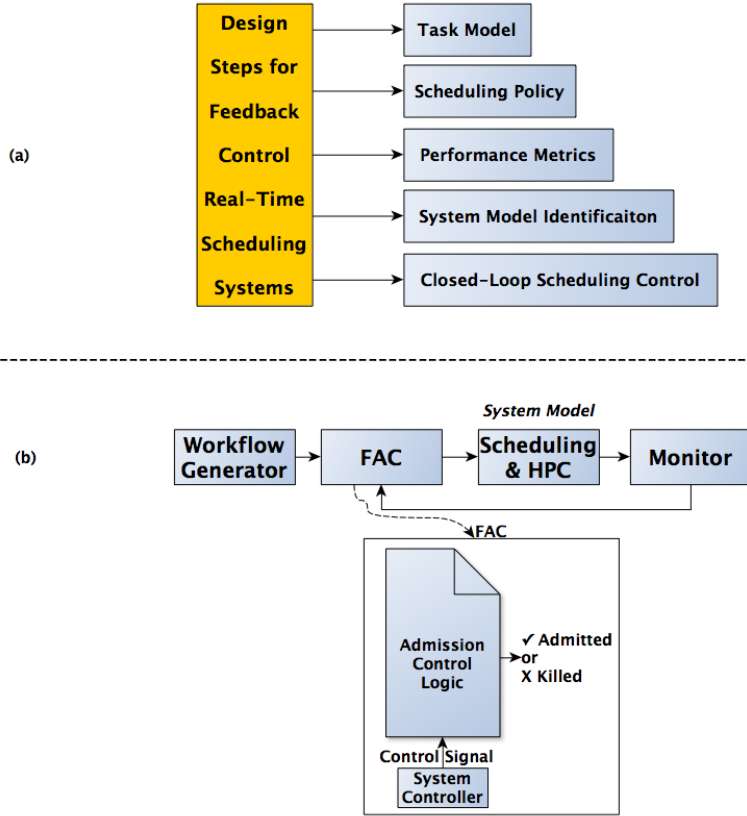 (a)
Design
Steps for
Feedback
Control
Real-Time
Scheduling
Systems
Task Model
Scheduling Policy
Performance Metrics
System Model Identificaiton
Closed-Loop Scheduling Control
(b)
System Model
Workflow
Generator
FAC
Scheduling
& HPC
Monitor
FAC
Admission
Control
Logic
✓ Admitted
or
X Killed
Control Signal
System
Controller